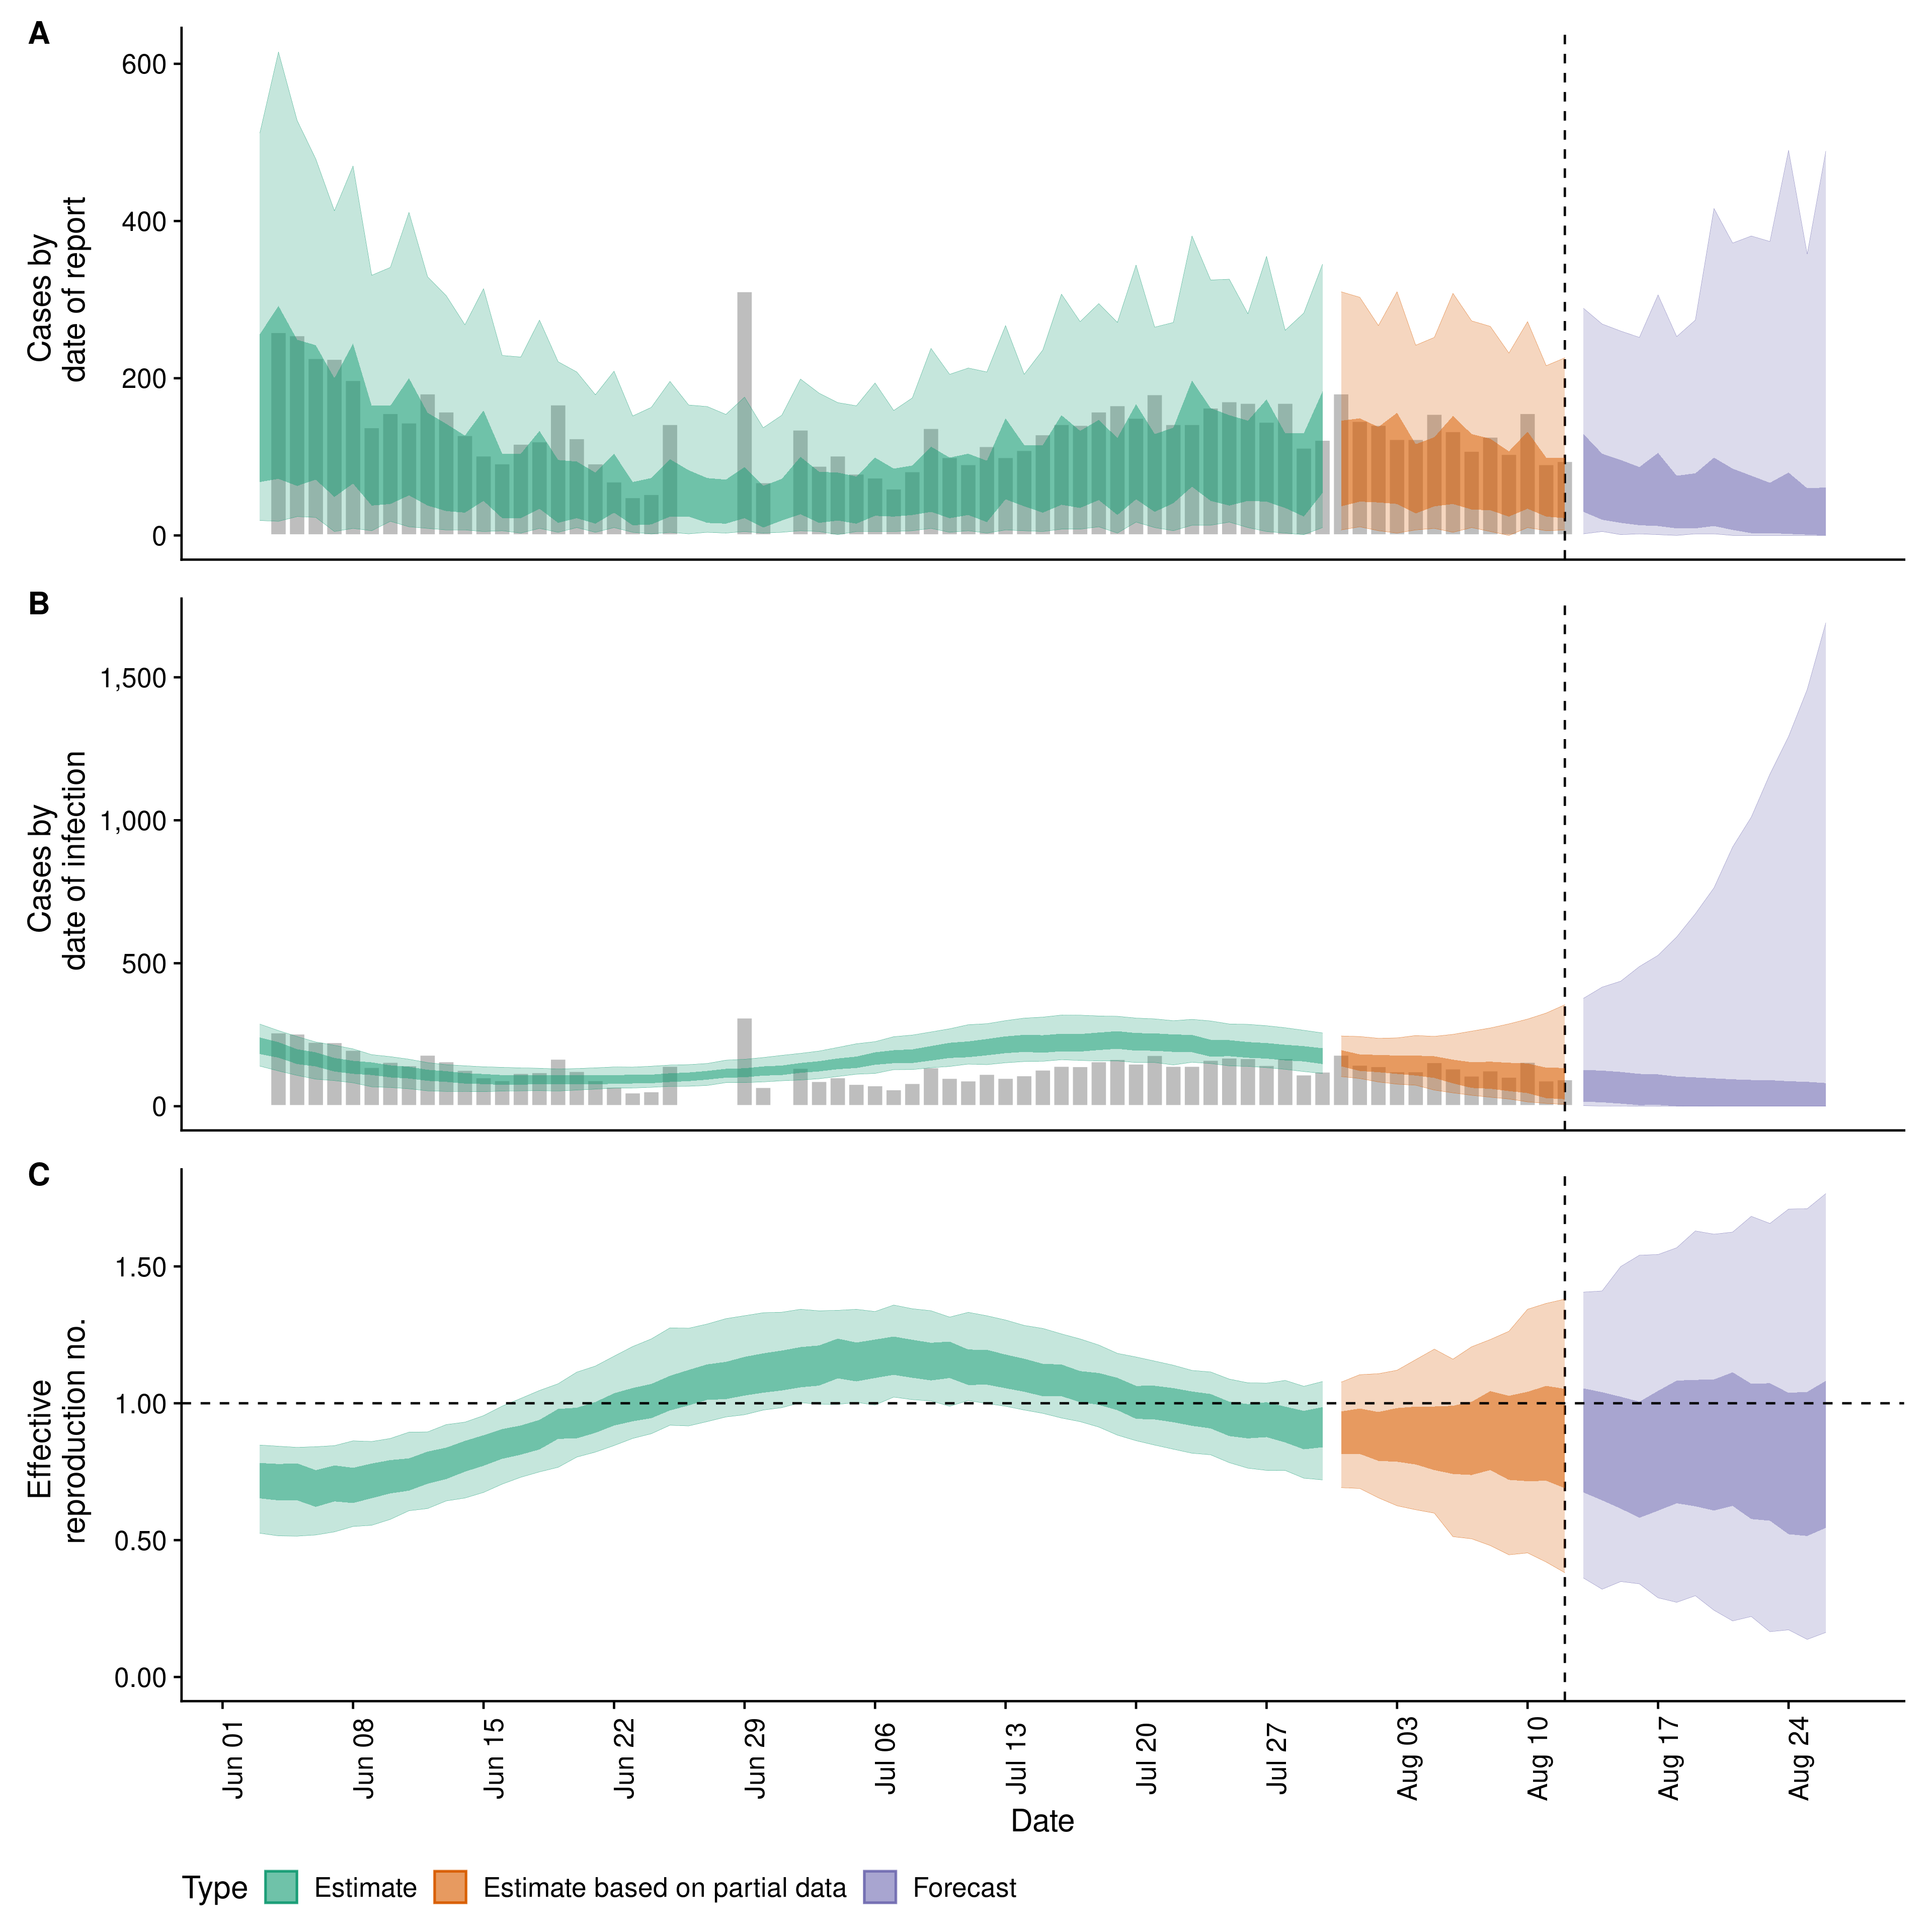 A
Cases by
date of report
600
400
200
0
B
Cases by
date of infection
1,500
1,000
500
0
C
Effective
reproduction no.
1.50
1.00
0.50
0.00
Jun 01
Jun 08
Jun 15
Jun 22
Jun 29
Jul 06
Jul 13
Jul 20
Jul 27
Aug 03
Aug 10
Aug 17
Aug 24
Date
Type Estimate Estimate based on partial data Forecast